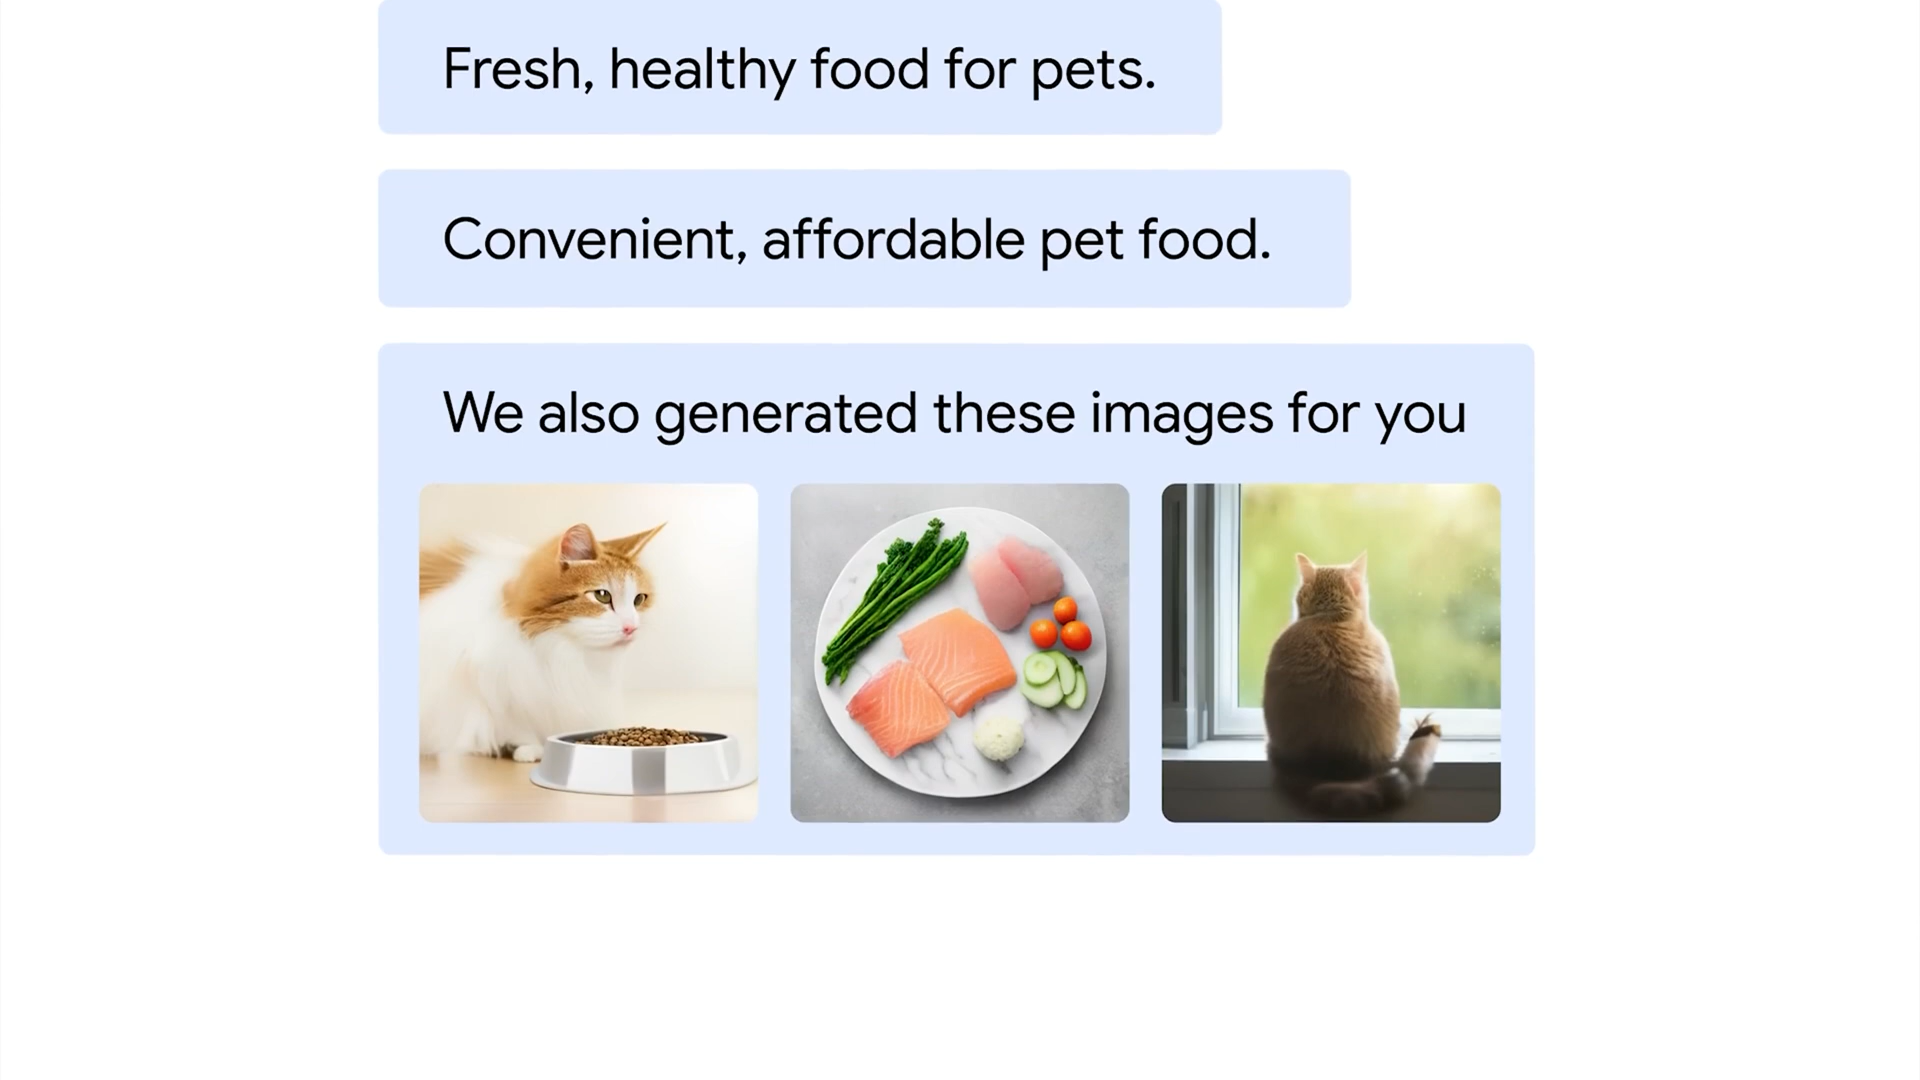 Fresh, healthy food for pets.
Convenient, affordable pet food.
We also generated these images for you